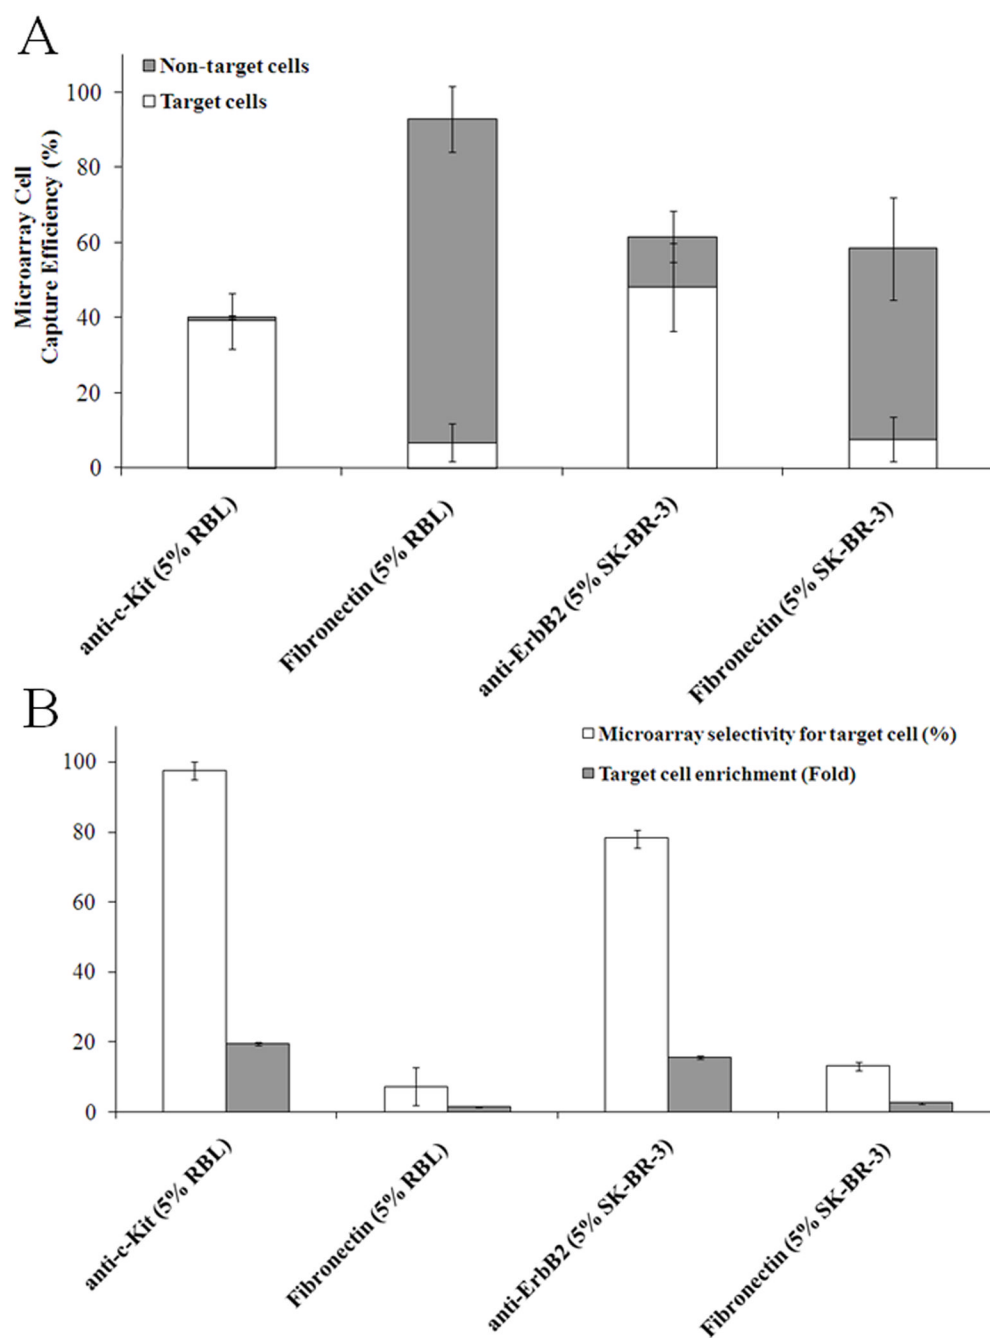 A
Non-target cells
Target cells
Microarray Cell
Capture Efficiency (%)
100
80
60
40
20
0
anti-c-Kit (5% RBL)
Fibronectin (5% RBL)
anti-ErbB2 (5% SK-BR-3)
Fibronectin (5% SK-BR-3)
B
Microarray selectivity for target cell (%)
Target cell enrichment (Fold)
100
80
60
40
20
0
anti-c-Kit (5% RBL)
Fibronectin (5% RBL)
anti-ErbB2 (5% SK-BR-3)
Fibronectin (5% SK-BR-3)